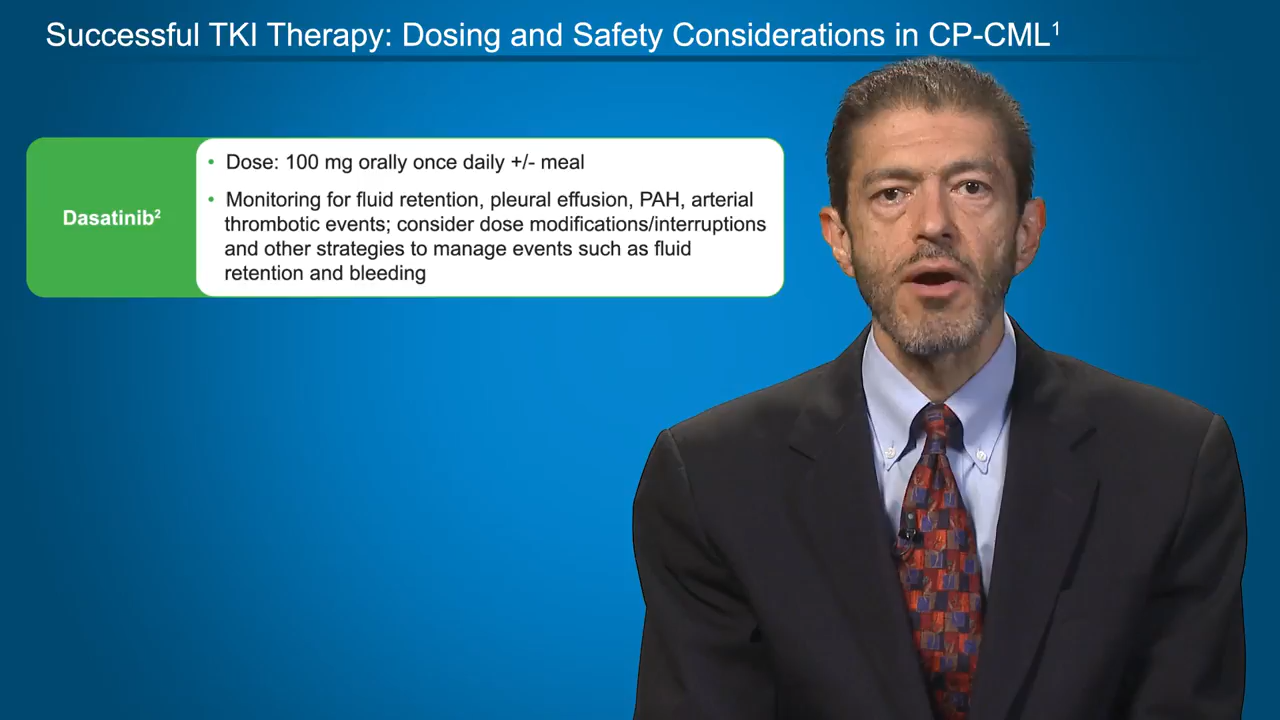 Successful TKI Therapy: Dosing and Safety Considerations in CP-CML¹
Dasatinib²
• Dose: 100 mg orally once daily +/- meal
• Monitoring for fluid retention, pleural effusion, PAH, arterial
thrombotic events; consider dose modifications/interruptions
and other strategies to manage events such as fluid
retention and bleeding